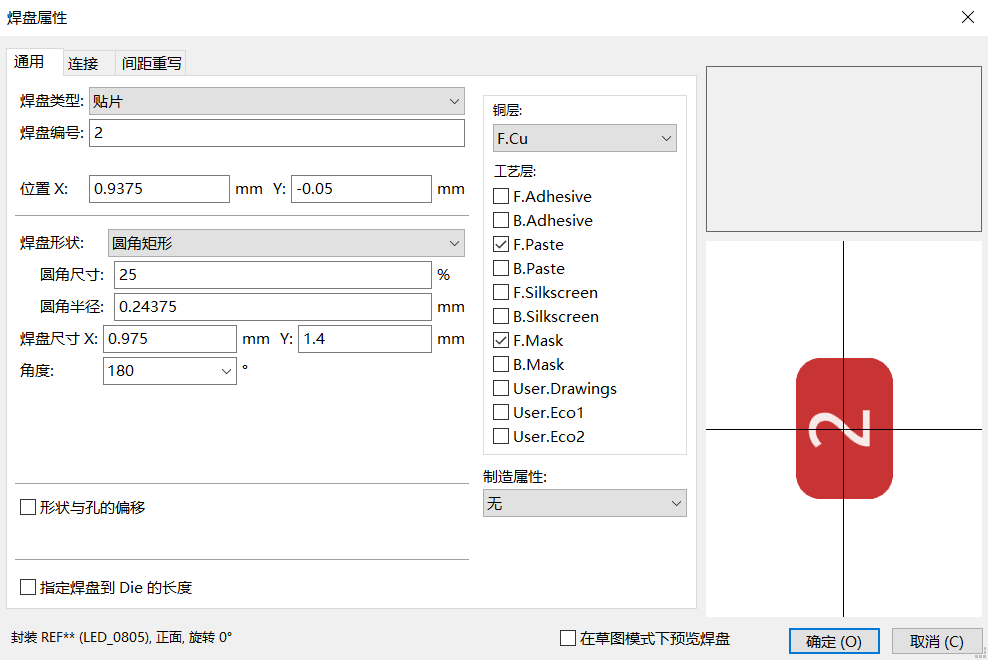 焊盘属性
通用 连接 间距重写
焊盘类型: 贴片
焊盘编号: 2
位置 X: 0.9375 mm Y: -0.05 mm
焊盘形状: 圆角矩形
圆角尺寸: 25 %
圆角半径: 0.24375 mm
焊盘尺寸 X: 0.975 mm Y: 1.4 mm
角度: 180 °
形状与孔的偏移
指定焊盘到 Die 的长度
铜层:
F.Cu
工艺层:
F.Adhesive
B.Adhesive
F.Paste
B.Paste
F.Silkscreen
B.Silkscreen
F.Mask
B.Mask
User.Drawings
User.Eco1
User.Eco2
制造属性:
无
2
封装 REF** (LED_0805), 正面, 旋转 0°
在草图模式下预览焊盘
确定 (O) 取消 (C)